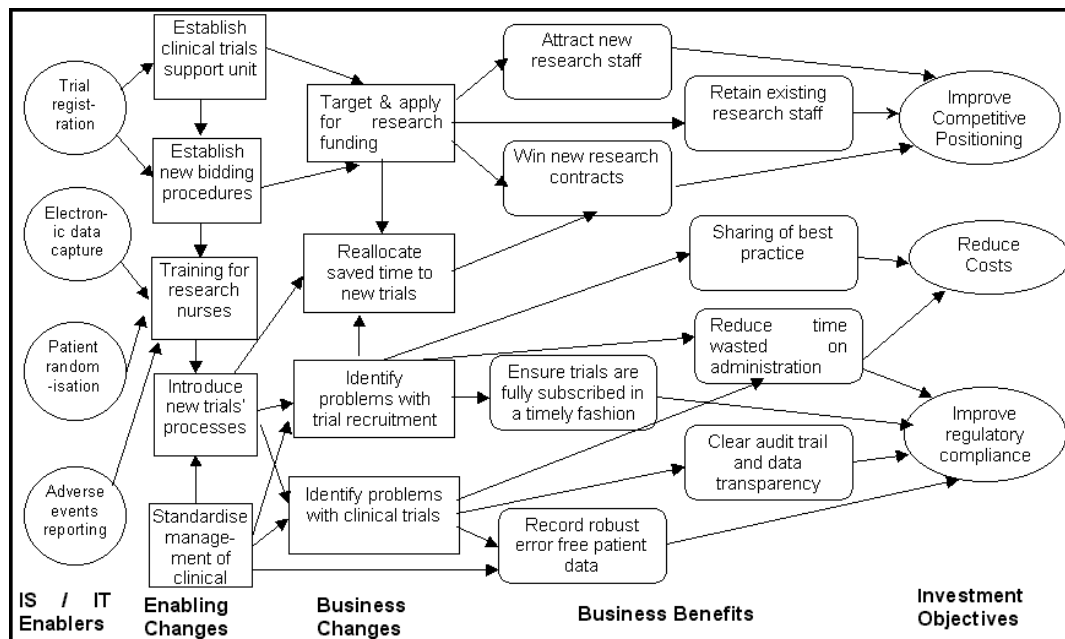 Establish
clinical trials
support unit
Attract new
research staff
Trial
regist-
ration
Target & apply
for research
funding
Retain existing
research staff
Improve
Competitive
Positioning
Establish
new bidding
procedures
Win new research
contracts
Electron-
ic data
capture
Reallocate
saved time to
new trials
Sharing of best
practice
Reduce
Costs
Training for
research
nurses
Patient
random
-isation
Introduce
new trials'
processes
Identify
problems with
trial recruitment
Ensure trials are
fully subscribed in
a timely fashion
Reduce time
wasted on
administration
Improve
regulatory
compliance
Clear audit trail
and data
transparency
Adverse
events
reporting
Standardise
manage-
ment of
clinical
Identify problems
with clinical trials
Record robust
error free patient
data
IS / IT
Enablers
Enabling
Changes
Business
Changes
Business Benefits
Investment
Objectives